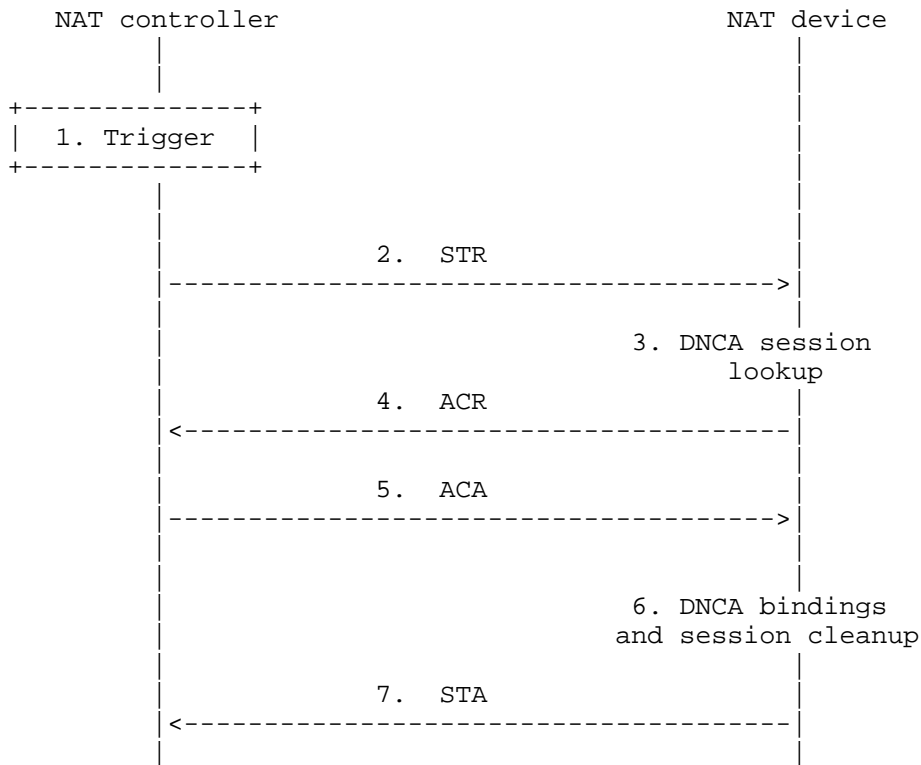 NAT controller NAT device
1. Trigger
2. STR
3. DNCA session
lookup
4. ACR
5. ACA
6. DNCA bindings
and session cleanup
7. STA